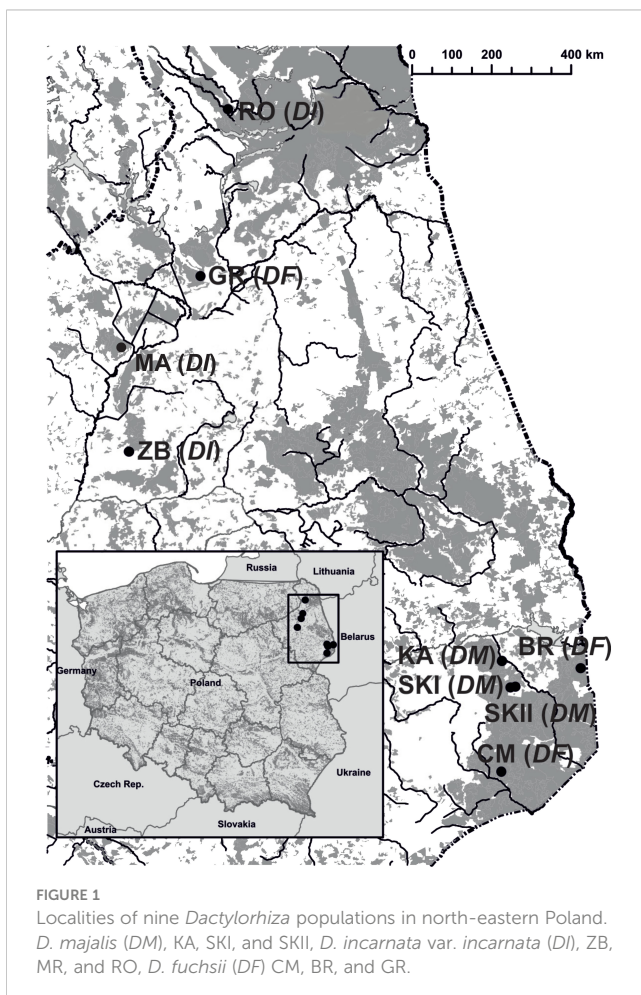 0 100 200 400 km
RO (DI)
GR (DF)
MA (DI)
ZB (DI)
KA (DM)
BR (DF)
SKI (DM)
SKII (DM)
CM (DF)
Russia
Lithuania
Belarus
Germany
Poland
Ukraine
Czech Rep.
Slovakia
Austria
FIGURE 1
Localities of nine Dactylorhiza populations in north-eastern Poland.
D. majalis (DM), KA, SKI, and SKII, D. incarnata var. incarnata (DI), ZB,
MR, and RO, D. fuchsii (DF) CM, BR, and GR.